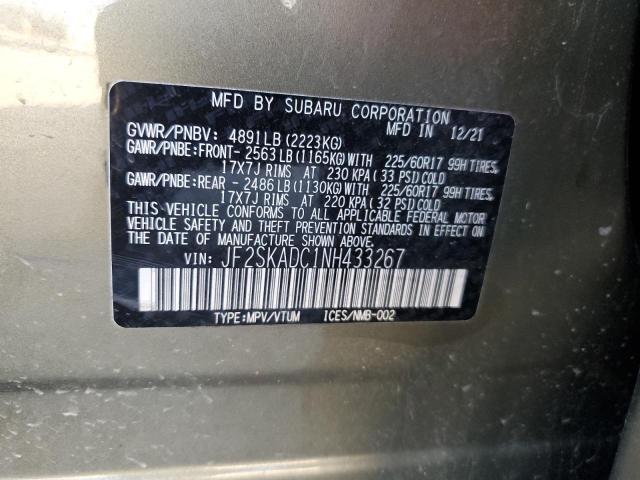 MFD BY SUBARU CORPORATION
GVWR/PNBV: 4891LB (2223KG) MFD IN 12/21
GAWR/PNBE:FRONT- 2563LB (1165KG) WITH 225/60R17 99H TIRES,
17X7J RIMS AT 230 KPA (33 PSI) COLD
GAWR/PNBE:REAR - 2486LB (1130KG) WITH 225/60R17 99H TIRES,
17X7J RIMS AT 220 KPA (32 PSI) COLD
THIS VEHICLE CONFORMS TO ALL APPLICABLE FEDERAL MOTOR
VEHICLE SAFETY AND THEFT PREVENTION STANDARDS IN EFFECT
ON THE DATE OF MANUFACTURE SHOWN ABOVE.
VIN: JF2SKADC1NH433267
TYPE:MPV/VTUM ICES/NMB-002